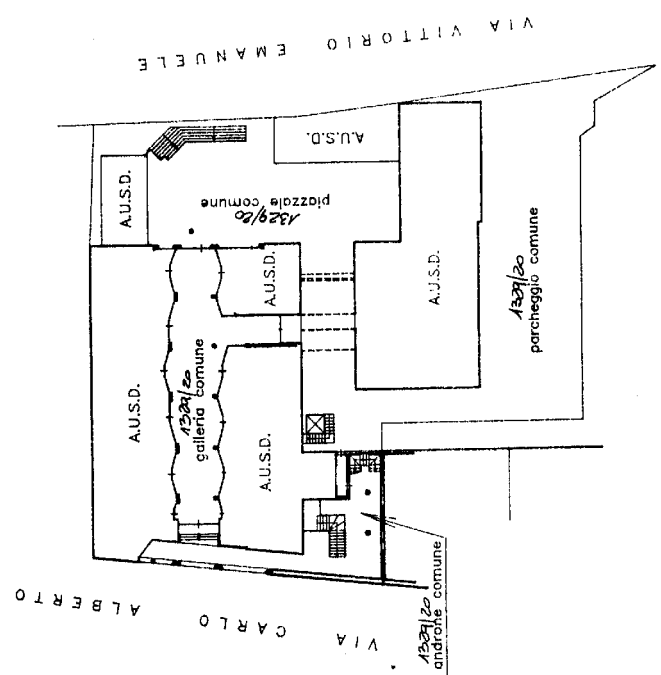 VIA VITTORIO EMANUELE
A.U.S.D.
A.U.S.D.
1329/20
piazzale comune
A.U.S.D.
A.U.S.D.
1329/20
parcheggio comune
A.U.S.D.
1329/20
galleria comune
A.U.S.D.
1329/20
androne comune
VIA CARLO ALBERTO